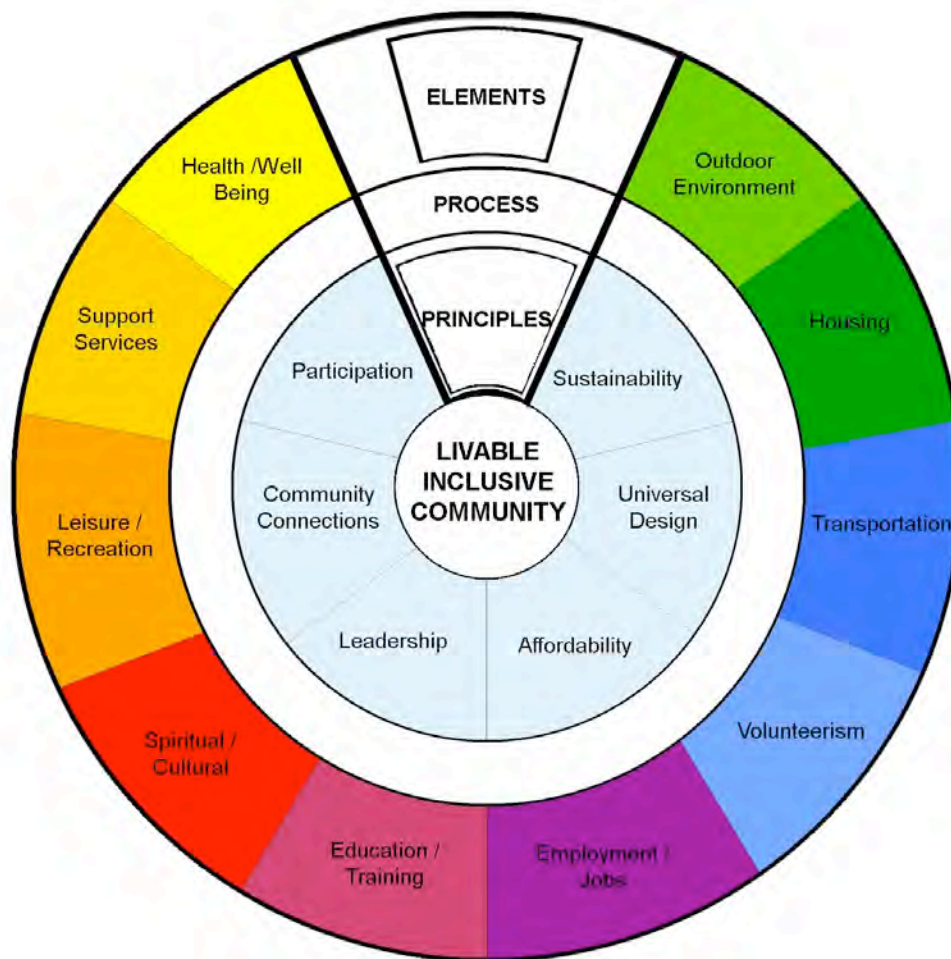 ELEMENTS
PROCESS
PRINCIPLES
LIVABLE
INCLUSIVE
COMMUNITY
Outdoor
Environment
Housing
Transportation
Volunteerism
Employment /
Jobs
Education /
Training
Spiritual /
Cultural
Leisure /
Recreation
Support
Services
Health /Well
Being
Sustainability
Universal
Design
Affordability
Leadership
Community
Connections
Participation